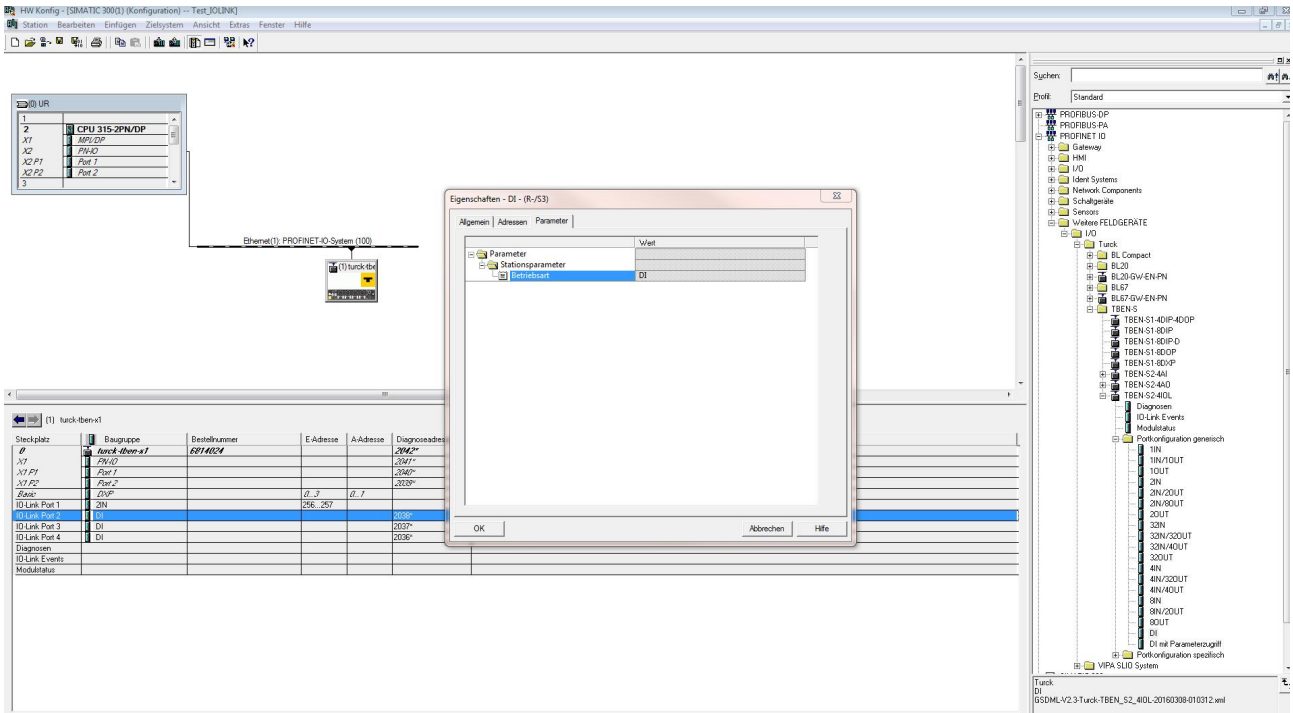 HW Konfig - [SIMATIC 300(1) (Konfiguration) -- Test_IOLINK]
Station Bearbeiten Einfügen Zielsystem Ansicht Extras Fenster Hilfe
(0) UR
1
2 CPU 315-2PN/DP
X1 MPI/DP
X2 PN-IO
X2 P1 Port 1
X2 P2 Port 2
3
Ethernet(1): PROFINET-IO-System (100)
(1) turck-tbe
Eigenschaften - DI - (R-/S3)
Allgemein Adressen Parameter
Wert
Parameter
Stationsparameter
Betriebsart DI
OK Abbrechen Hilfe
(1) turck-tben-x1
Steckplatz Baugruppe Bestellnummer E-Adresse A-Adresse Diagnoseadres
0 turck-tben-x1 6814024 2042*
X1 PN-IO 2041*
X1 P1 Port 1 2040*
X1 P2 Port 2 2039*
Basic DXP 0...3 0...1
IO-Link Port 1 2IN 256...257
IO-Link Port 2 DI 2038*
IO-Link Port 3 DI 2037*
IO-Link Port 4 DI 2036*
Diagnosen
IO-Link Events
Modulstatus
Suchen:
Profil: Standard
PROFIBUS-DP
PROFIBUS-PA
PROFINET IO
Gateway
HMI
I/O
Ident Systems
Network Components
Schaltgeräte
Sensors
Weitere FELDGERÄTE
I/O
Turck
BL Compact
BL20
BL20-GW-EN-PN
BL67
BL67-GW-EN-PN
TBEN-S
TBEN-S1-4DIP-4DOP
TBEN-S1-8DIP
TBEN-S1-8DIP-D
TBEN-S1-8DOP
TBEN-S1-8DXP
TBEN-S2-4AI
TBEN-S2-4AO
TBEN-S2-4IOL
Diagnosen
IO-Link Events
Modulstatus
Portkonfiguration generisch
1IN
1IN/1OUT
1OUT
2IN
2IN/2OUT
2IN/8OUT
2OUT
32IN
32IN/32OUT
32IN/4OUT
32OUT
4IN
4IN/32OUT
4IN/4OUT
8IN
8IN/2OUT
8OUT
DI
DI mit Parameterzugriff
Portkonfiguration spezifisch
VIPA SLIO System
Turck
DI
GSDML-V2.3-Turck-TBEN_S2_4IOL-20160308-010312.xml